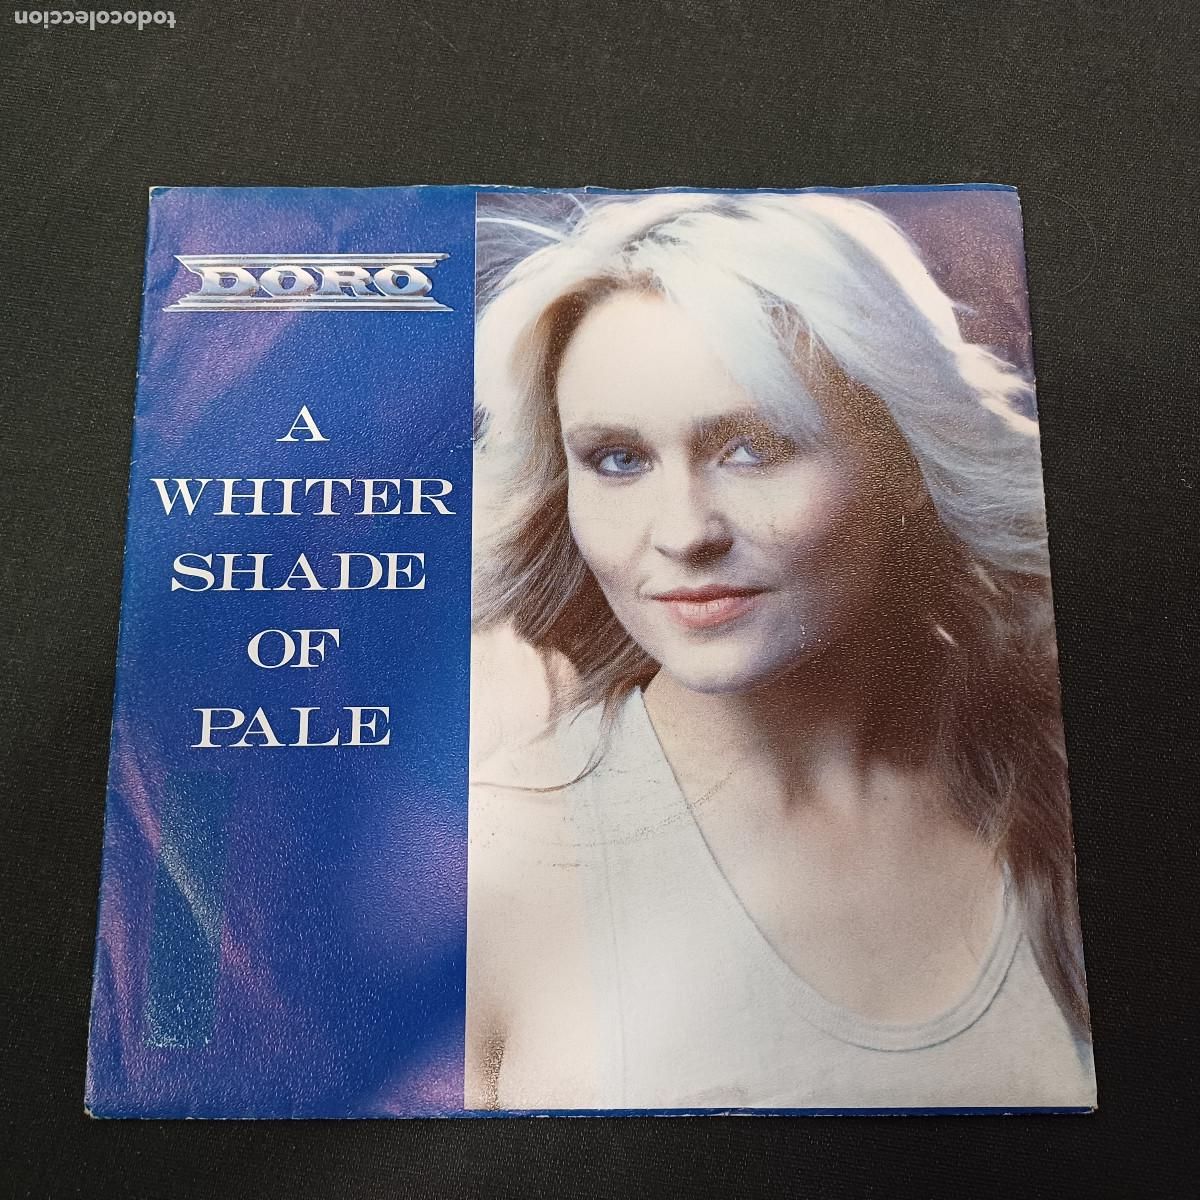 todocoleccion
DORO
A
WHITER
SHADE
OF
PALE